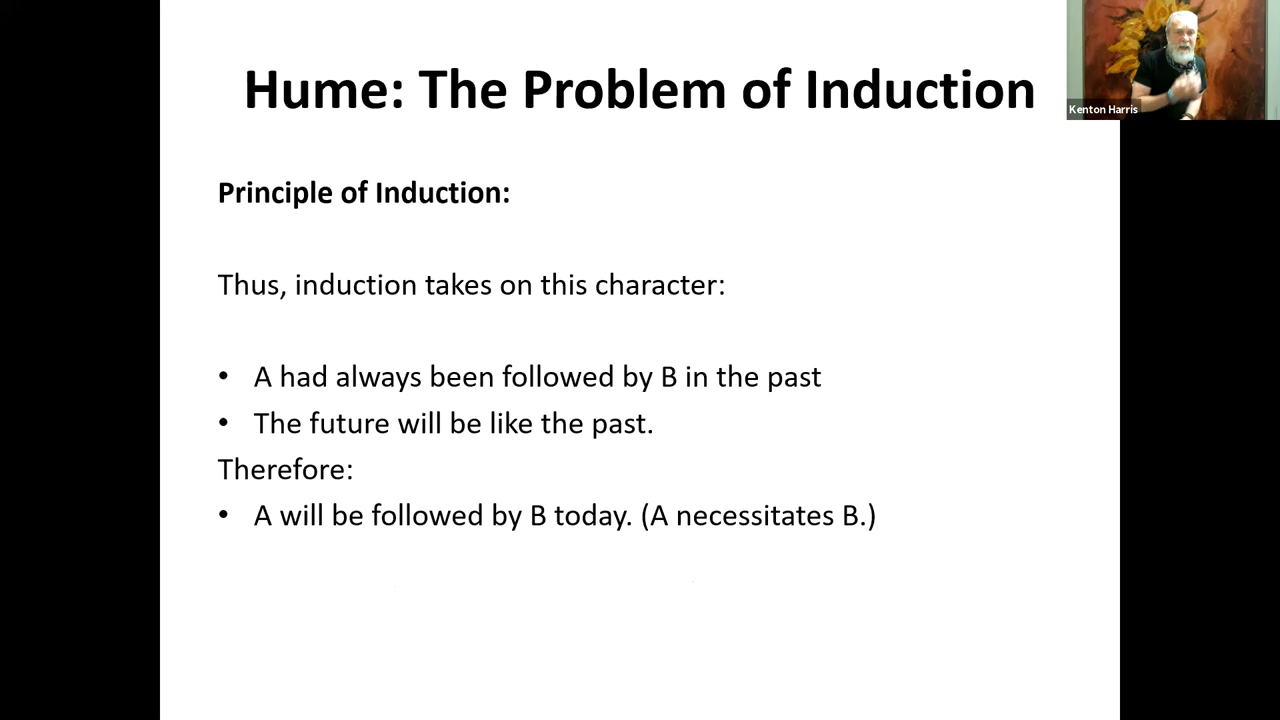 Hume: The Problem of Induction
Kenton Harris
Principle of Induction:
Thus, induction takes on this character:
• A had always been followed by B in the past
• The future will be like the past.
Therefore:
• A will be followed by B today. (A necessitates B.)